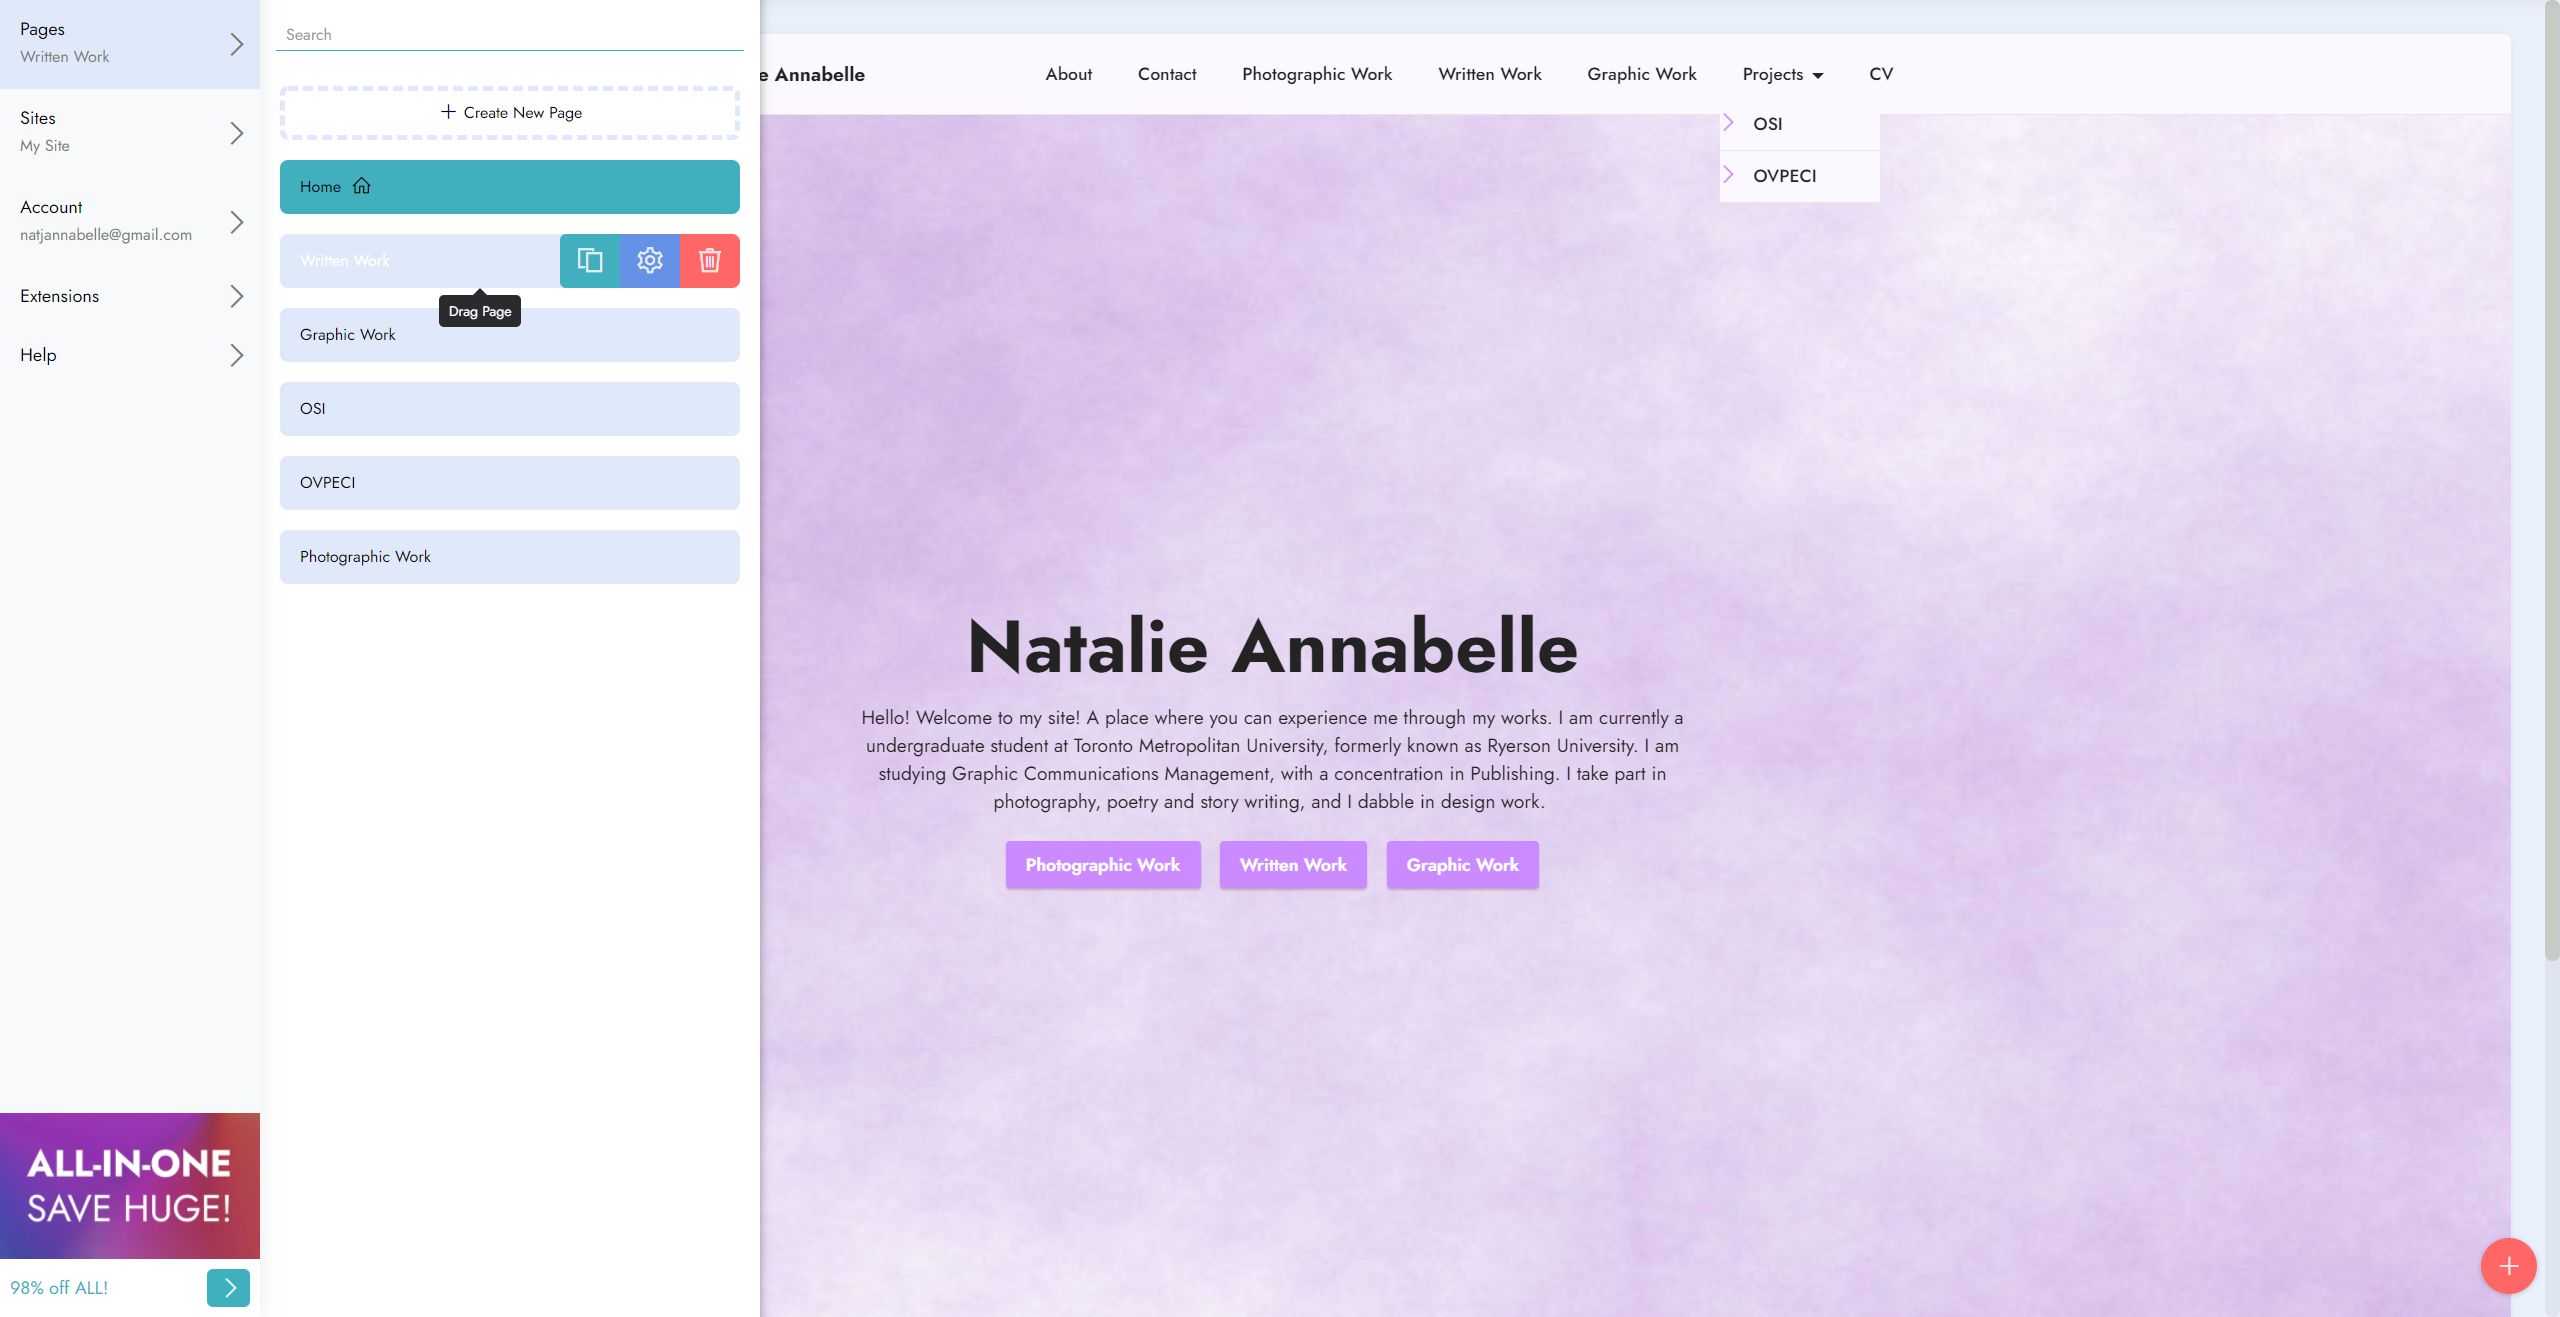 Pages
Written Work
Sites
My Site
Account
natjannabelle@gmail.com
Extensions
Help
ALL-IN-ONE
SAVE HUGE!
98% off ALL!
Search
Create New Page
Home
Written Work
Drag Page
Graphic Work
OSI
OVPECI
Photographic Work
e Annabelle
About
Contact
Photographic Work
Written Work
Graphic Work
Projects
CV
OSI
OVPECI
Natalie Annabelle
Hello! Welcome to my site! A place where you can experience me through my works. I am currently a
undergraduate student at Toronto Metropolitan University, formerly known as Ryerson University. I am
studying Graphic Communications Management, with a concentration in Publishing. I take part in
photography, poetry and story writing, and I dabble in design work.
Photographic Work
Written Work
Graphic Work